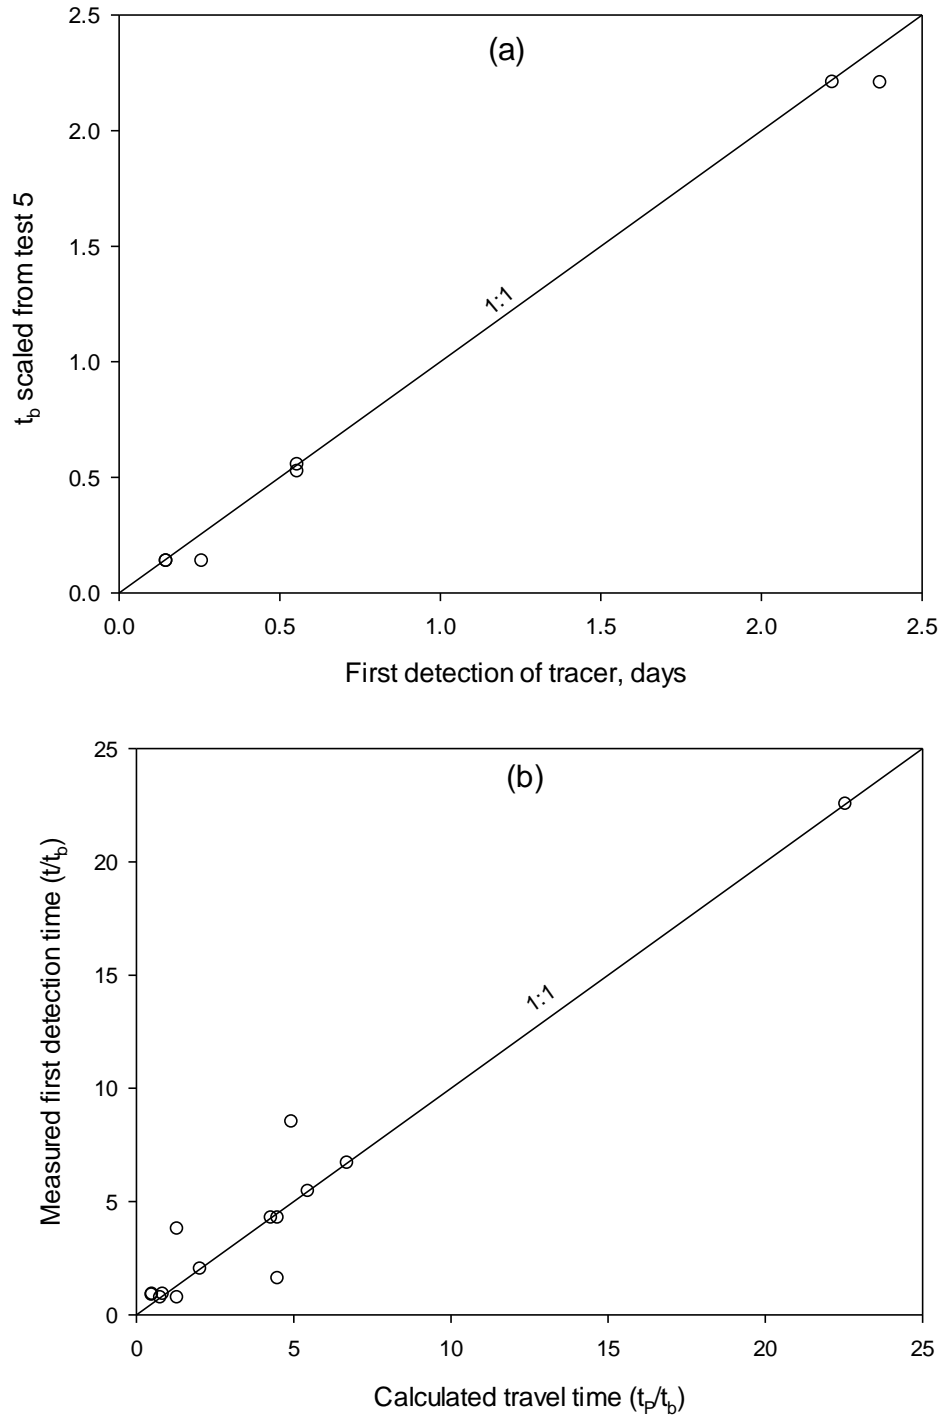 (a)
2.5
2.0
1.5
1.0
0.5
0.0
t_b scaled from test 5
1:1
0.0 0.5 1.0 1.5 2.0 2.5
First detection of tracer, days
(b)
25
20
15
10
5
0
Measured first detection time (t/t_b)
1:1
0 5 10 15 20 25
Calculated travel time (t_P/t_b)